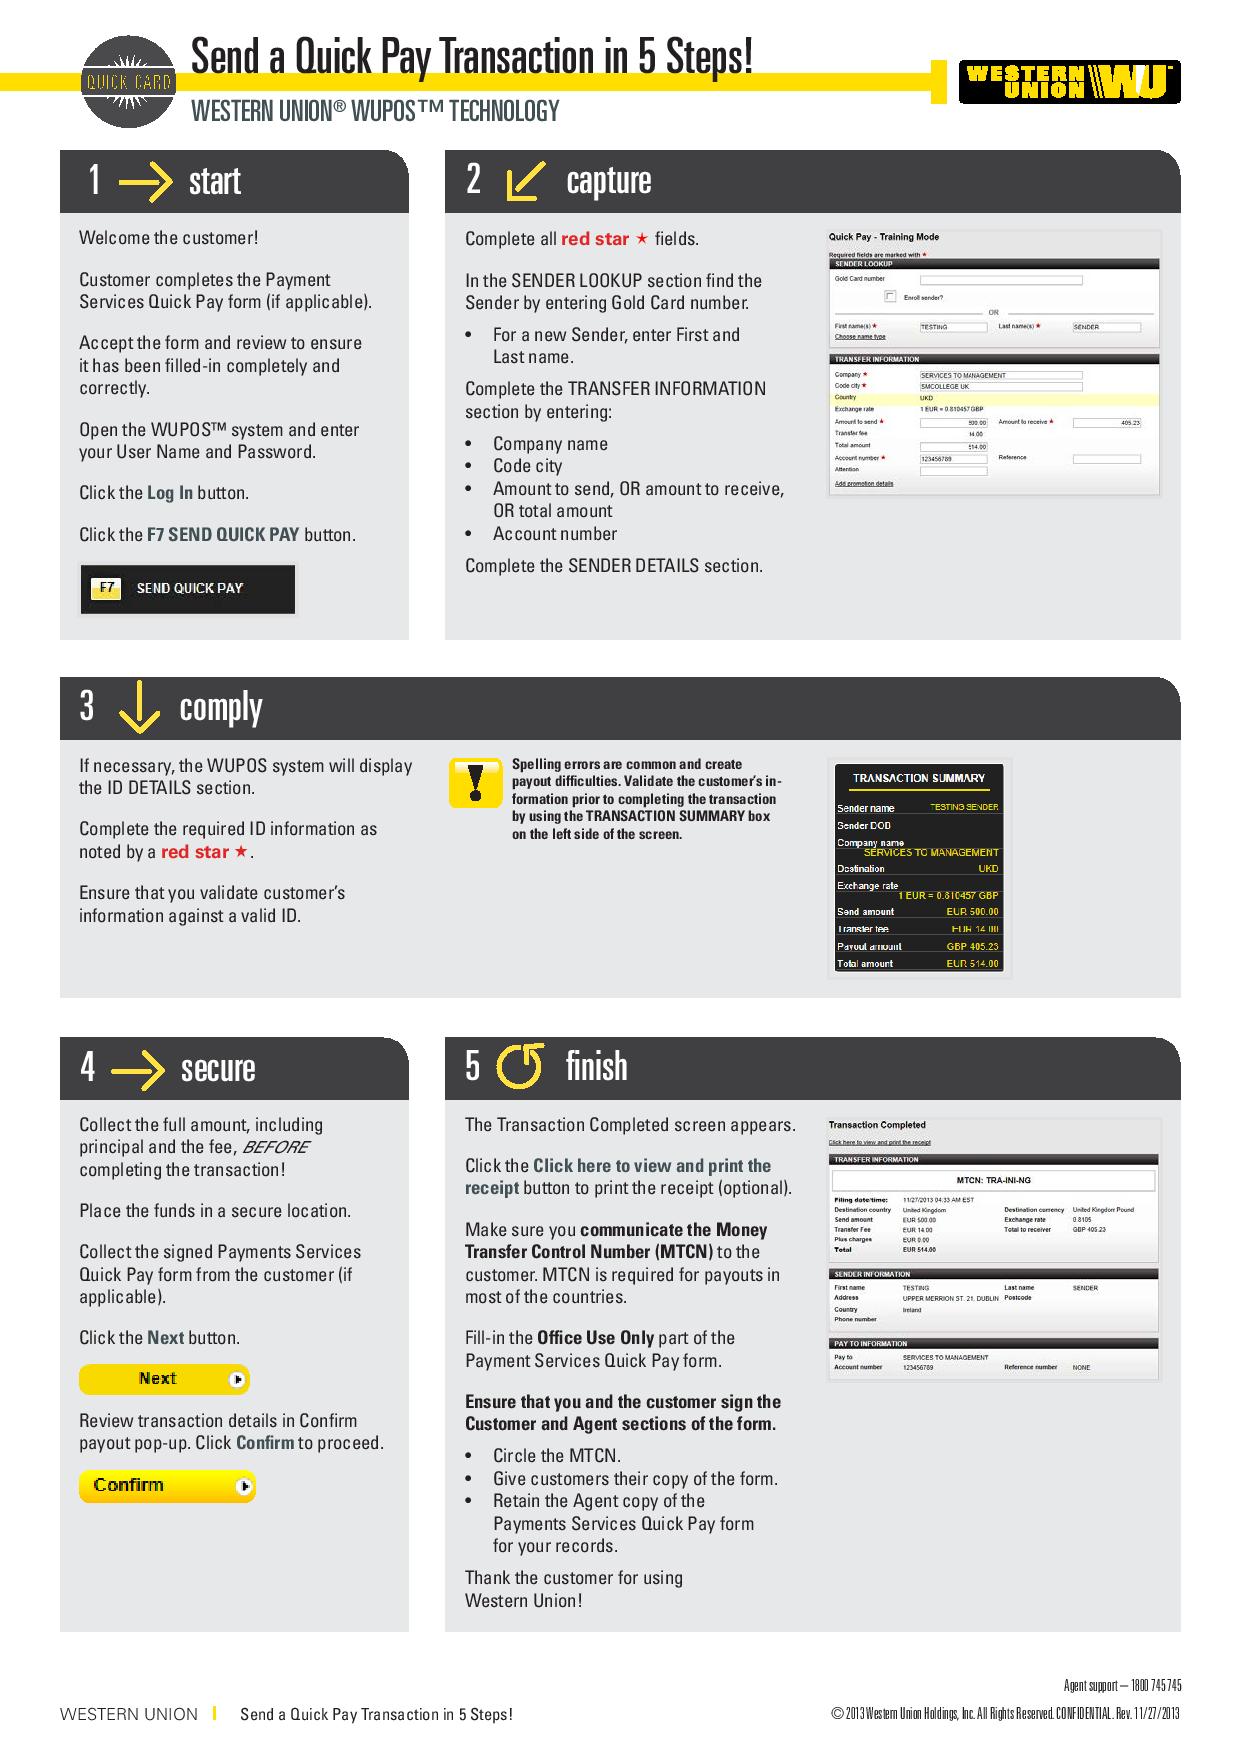 Send a Quick Pay Transaction in 5 Steps!
QUICK CARD
WESTERN UNION® WUPOS™ TECHNOLOGY
WESTERN
UNION WU
1 start
Welcome the customer!
Customer completes the Payment
Services Quick Pay form (if applicable).
Accept the form and review to ensure
it has been filled-in completely and
correctly.
Open the WUPOS™ system and enter
your User Name and Password.
Click the Log In button.
Click the F7 SEND QUICK PAY button.
F7 SEND QUICK PAY
2 capture
Complete all red star ★ fields.
In the SENDER LOOKUP section find the
Sender by entering Gold Card number.
• For a new Sender, enter First and
Last name.
Complete the TRANSFER INFORMATION
section by entering:
• Company name
• Code city
• Amount to send, OR amount to receive,
OR total amount
• Account number
Complete the SENDER DETAILS section.
Quick Pay - Training Mode
Required fields are marked with ★
SENDER LOOKUP
Gold Card number
Enroll sender?
OR
First name(s) ★ TESTING Last name(s) ★ SENDER
Choose name type
TRANSFER INFORMATION
Company ★ SERVICES TO MANAGEMENT
Code city ★ SMCOLLEGE UK
Country UKD
Exchange rate 1 EUR = 0.810457 GBP
Amount to send ★ 500.00 Amount to receive ★ 405.23
Transfer fee 14.00
Total amount 514.00
Account number ★ 123456789 Reference
Attention
Add promotion details
3 comply
If necessary, the WUPOS system will display
the ID DETAILS section.
Complete the required ID information as
noted by a red star ★.
Ensure that you validate customer's
information against a valid ID.
Spelling errors are common and create
payout difficulties. Validate the customer's in-
formation prior to completing the transaction
by using the TRANSACTION SUMMARY box
on the left side of the screen.
TRANSACTION SUMMARY
Sender name TESTING SENDER
Sender DOB
Company name
SERVICES TO MANAGEMENT
Destination UKD
Exchange rate
1 EUR = 0.810457 GBP
Send amount EUR 500.00
Transfer fee EUR 14.00
Payout amount GBP 405.23
Total amount EUR 514.00
4 secure
Collect the full amount, including
principal and the fee, BEFORE
completing the transaction!
Place the funds in a secure location.
Collect the signed Payments Services
Quick Pay form from the customer (if
applicable).
Click the Next button.
Next
Review transaction details in Confirm
payout pop-up. Click Confirm to proceed.
Confirm
5 finish
The Transaction Completed screen appears.
Click the Click here to view and print the
receipt button to print the receipt (optional).
Make sure you communicate the Money
Transfer Control Number (MTCN) to the
customer. MTCN is required for payouts in
most of the countries.
Fill-in the Office Use Only part of the
Payment Services Quick Pay form.
Ensure that you and the customer sign the
Customer and Agent sections of the form.
• Circle the MTCN.
• Give customers their copy of the form.
• Retain the Agent copy of the
Payments Services Quick Pay form
for your records.
Thank the customer for using
Western Union!
Transaction Completed
Click here to view and print the receipt
TRANSFER INFORMATION
MTCN: TRA-INI-NG
Filing date/time: 11/27/2013 04:33 AM EST
Destination country United Kingdom Destination currency United Kingdom Pound
Send amount EUR 500.00 Exchange rate 0.8105
Transfer Fee EUR 14.00 Total to receiver GBP 405.23
Plus charges EUR 0.00
Total EUR 514.00
SENDER INFORMATION
First name TESTING Last name SENDER
Address UPPER MERRION ST. 21, DUBLIN Postcode
Country Ireland
Phone number
PAY TO INFORMATION
Pay to SERVICES TO MANAGEMENT
Account number 123456789 Reference number NONE
Agent support – 1800 745 745
WESTERN UNION | Send a Quick Pay Transaction in 5 Steps!
© 2013 Western Union Holdings, Inc. All Rights Reserved. CONFIDENTIAL. Rev. 11/27/2013